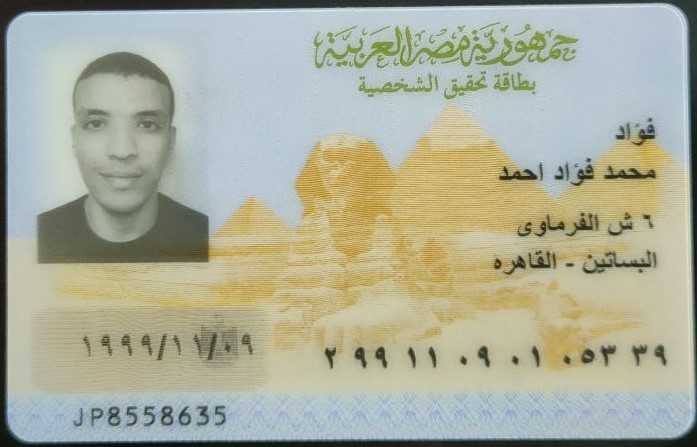 جمهورية مصر العربية
بطاقة تحقيق الشخصية
فؤاد
محمد فؤاد احمد
٦ ش الفرماوى
البساتين - القاهره
١٩٩٩/١١/٠٩
٢ ٩٩ ١١ ٠٩ ٠١ ٠٥٣ ٣٩
JP8558635